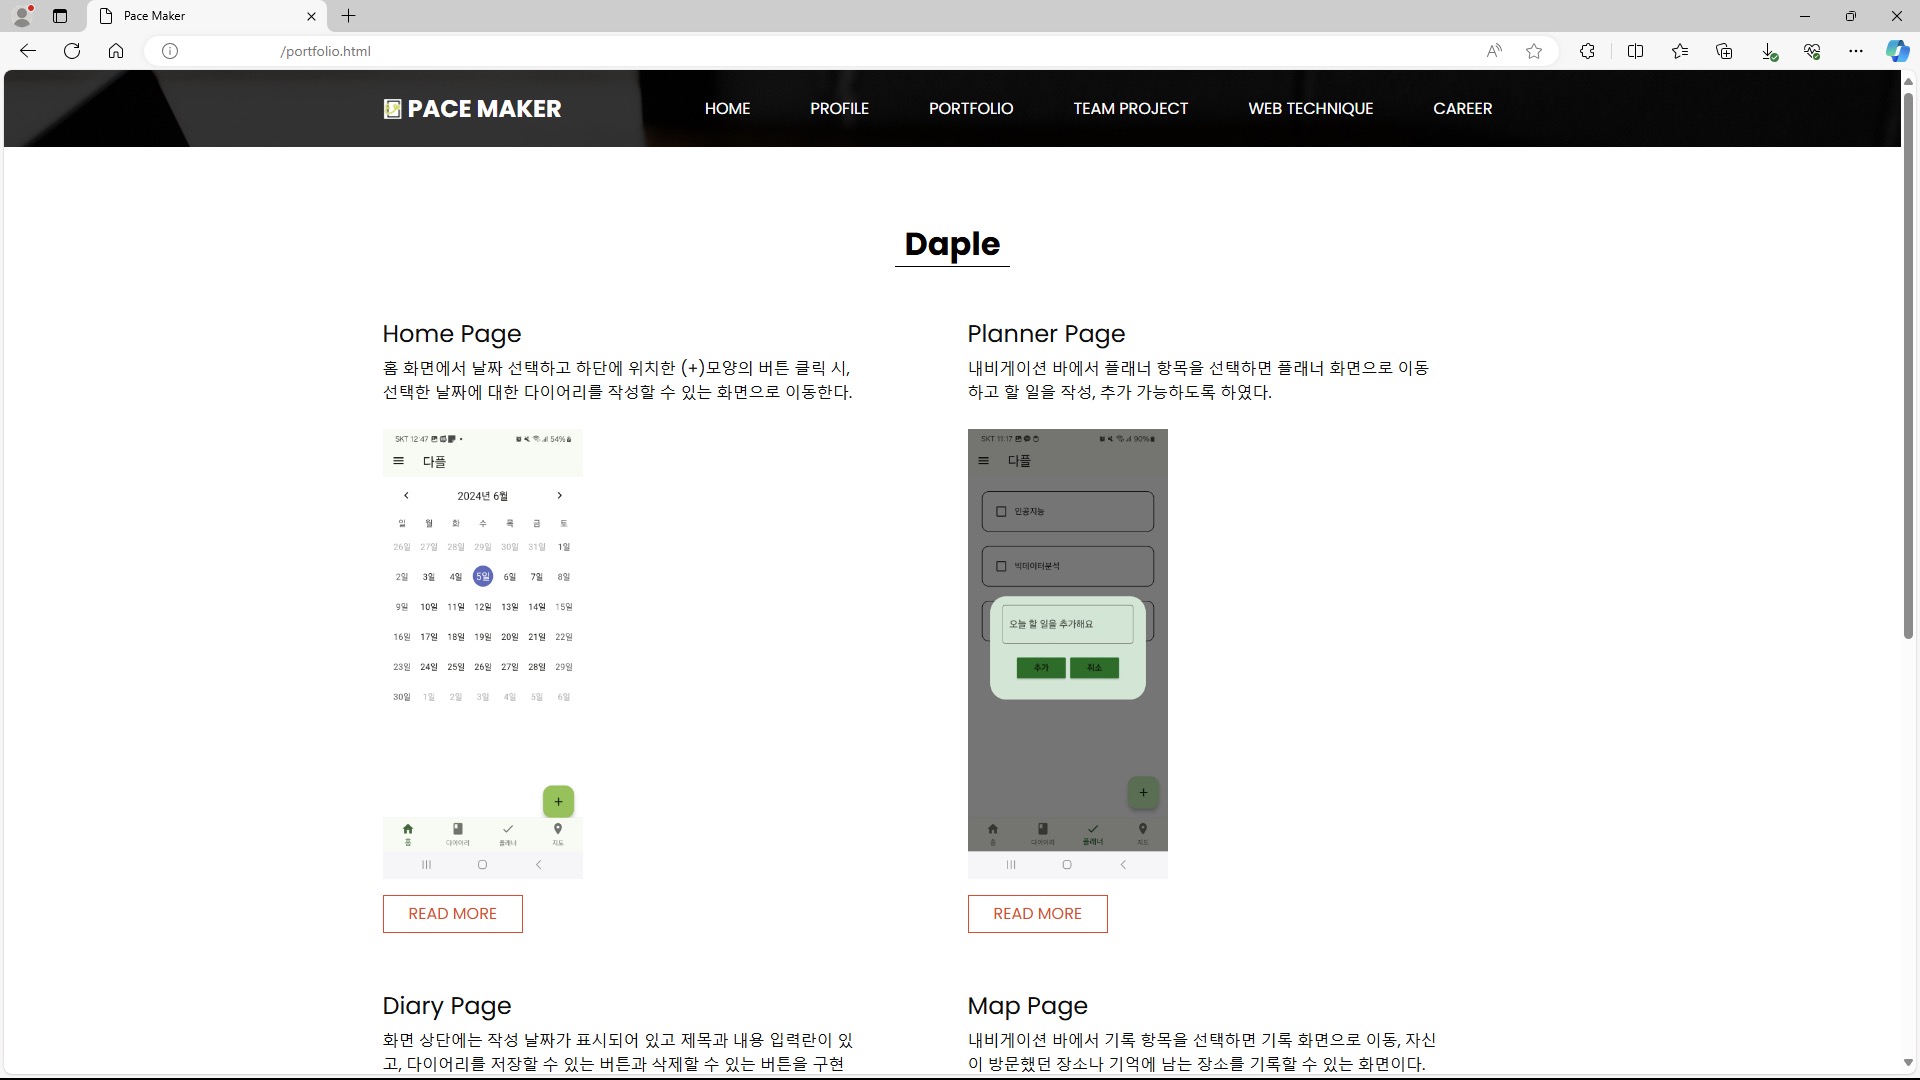 Pace Maker
/portfolio.html
PACE MAKER
HOME
PROFILE
PORTFOLIO
TEAM PROJECT
WEB TECHNIQUE
CAREER
Daple
Home Page
홈 화면에서 날짜 선택하고 하단에 위치한 (+)모양의 버튼 클릭 시,
선택한 날짜에 대한 다이어리를 작성할 수 있는 화면으로 이동한다.
SKT 12:47
54%
다플
2024년 6월
일 월 화 수 목 금 토
26일 27일 28일 29일 30일 31일 1일
2일 3일 4일 5일 6일 7일 8일
9일 10일 11일 12일 13일 14일 15일
16일 17일 18일 19일 20일 21일 22일
23일 24일 25일 26일 27일 28일 29일
30일 1일 2일 3일 4일 5일 6일
+
홈 다이어리 플래너 지도
READ MORE
Planner Page
내비게이션 바에서 플래너 항목을 선택하면 플래너 화면으로 이동
하고 할 일을 작성, 추가 가능하도록 하였다.
SKT 11:17
90%
다플
인공지능
빅데이터분석
오늘 할 일을 추가해요
추가 취소
+
홈 다이어리 플래너 지도
READ MORE
Diary Page
화면 상단에는 작성 날짜가 표시되어 있고 제목과 내용 입력란이 있
고, 다이어리를 저장할 수 있는 버튼과 삭제할 수 있는 버튼을 구현
Map Page
내비게이션 바에서 기록 항목을 선택하면 기록 화면으로 이동, 자신
이 방문했던 장소나 기억에 남는 장소를 기록할 수 있는 화면이다.